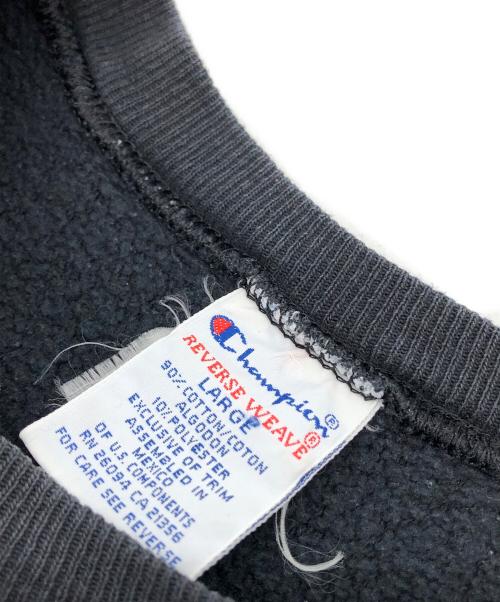 Champion®
REVERSE WEAVE®
LARGE
90% COTTON-COTON
ALGODON
10% POLYESTER
EXCLUSIVE OF TRIM
ASSEMBLED IN
MEXICO
OF U.S. COMPONENTS
RN 26094 CA 21356
FOR CARE SEE REVERSE